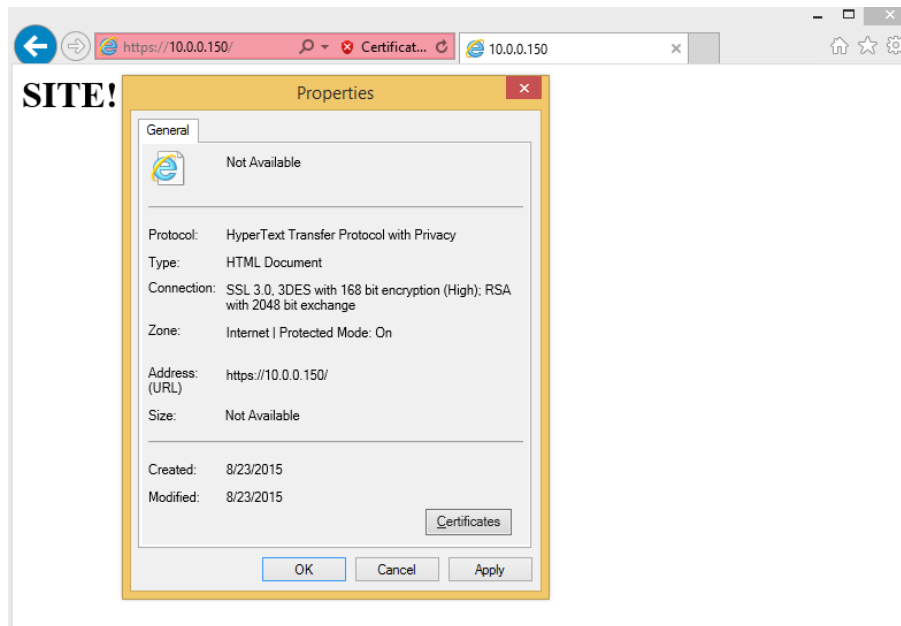 https://10.0.0.150/ Certificat... 10.0.0.150
SITE!
Properties
General
Not Available
Protocol: HyperText Transfer Protocol with Privacy
Type: HTML Document
Connection: SSL 3.0, 3DES with 168 bit encryption (High); RSA
with 2048 bit exchange
Zone: Internet | Protected Mode: On
Address: https://10.0.0.150/
(URL)
Size: Not Available
Created: 8/23/2015
Modified: 8/23/2015
Certificates
OK Cancel Apply